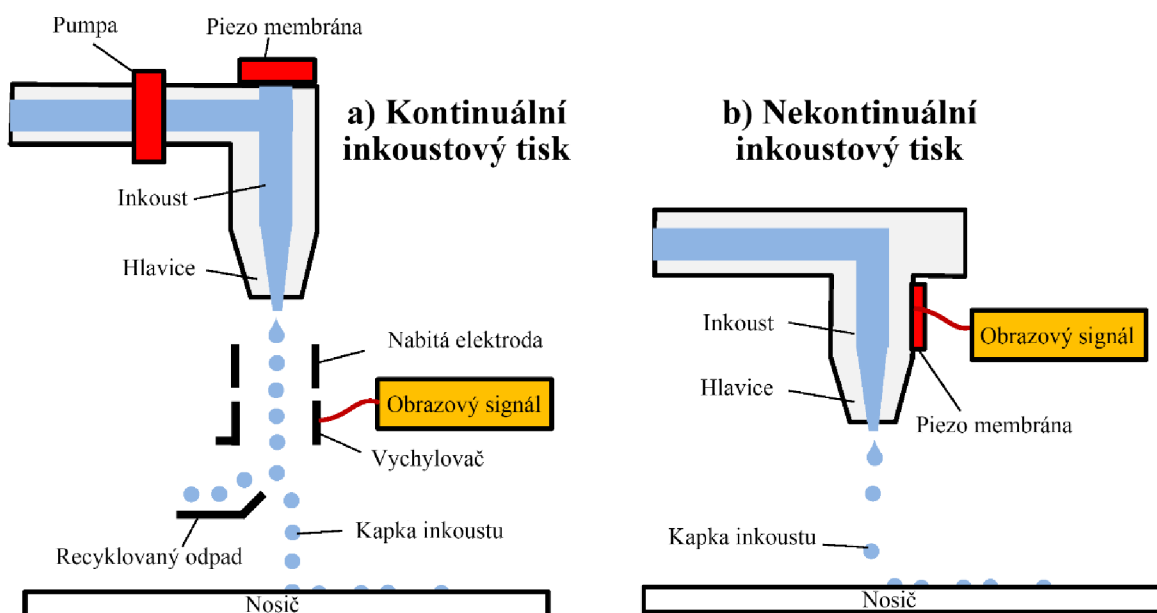 Pumpa
Piezo membrána
a) Kontinuální
inkoustový tisk
Inkoust
Hlavice
Nabitá elektroda
Obrazový signál
Vychylovač
Kapka inkoustu
Recyklovaný odpad
Nosič
b) Nekontinuální
inkoustový tisk
Inkoust
Obrazový signál
Hlavice
Piezo membrána
Kapka inkoustu
Nosič